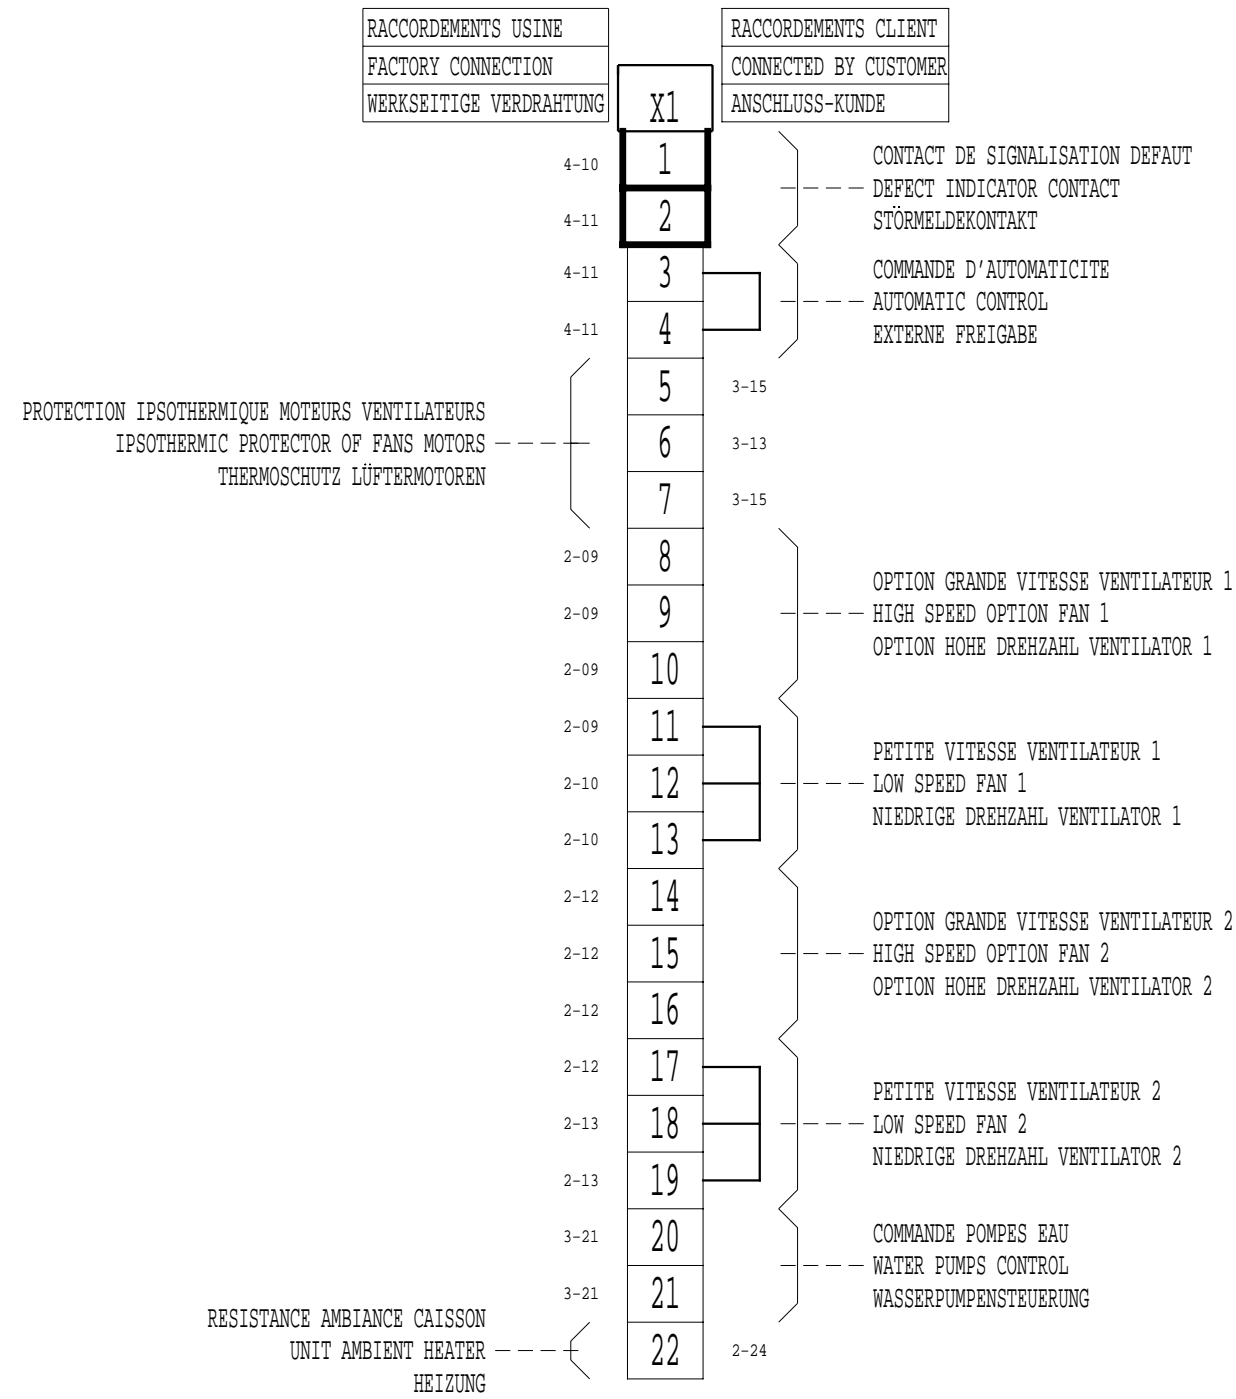 RACCORDEMENTS USINE
FACTORY CONNECTION
WERKSEITIGE VERDRAHTUNG
X1
RACCORDEMENTS CLIENT
CONNECTED BY CUSTOMER
ANSCHLUSS-KUNDE
4-10 1
4-11 2
CONTACT DE SIGNALISATION DEFAUT
DEFECT INDICATOR CONTACT
STÖRMELDEKONTAKT
4-11 3
4-11 4
COMMANDE D'AUTOMATICITE
AUTOMATIC CONTROL
EXTERNE FREIGABE
PROTECTION IPSOTHERMIQUE MOTEURS VENTILATEURS
IPSOTHERMIC PROTECTOR OF FANS MOTORS
THERMOSCHUTZ LÜFTERMOTOREN
5 3-15
6 3-13
7 3-15
2-09 8
2-09 9
2-09 10
OPTION GRANDE VITESSE VENTILATEUR 1
HIGH SPEED OPTION FAN 1
OPTION HOHE DREHZAHL VENTILATOR 1
2-09 11
2-10 12
2-10 13
PETITE VITESSE VENTILATEUR 1
LOW SPEED FAN 1
NIEDRIGE DREHZAHL VENTILATOR 1
2-12 14
2-12 15
2-12 16
OPTION GRANDE VITESSE VENTILATEUR 2
HIGH SPEED OPTION FAN 2
OPTION HOHE DREHZAHL VENTILATOR 2
2-12 17
2-13 18
2-13 19
PETITE VITESSE VENTILATEUR 2
LOW SPEED FAN 2
NIEDRIGE DREHZAHL VENTILATOR 2
3-21 20
3-21 21
COMMANDE POMPES EAU
WATER PUMPS CONTROL
WASSERPUMPENSTEUERUNG
RESISTANCE AMBIANCE CAISSON
UNIT AMBIENT HEATER
HEIZUNG
22 2-24